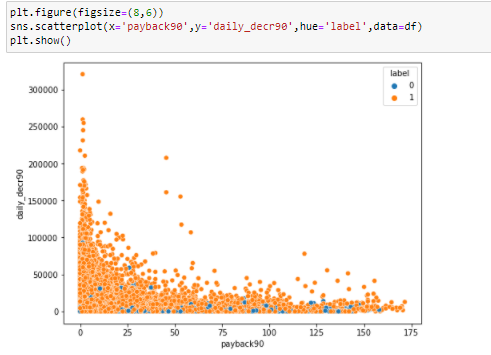 plt.figure(figsize=(8,6))
sns.scatterplot(x='payback90',y='daily_decr90',hue='label',data=df)
plt.show()
label
0
1
300000
250000
200000
150000
100000
50000
0
daily_decr90
0 25 50 75 100 125 150 175
payback90